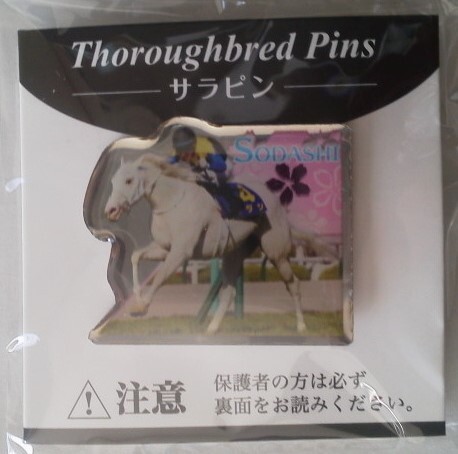 Thoroughbred Pins
サラピン
SODASHI
注意
保護者の方は必ず
裏面をお読みください。